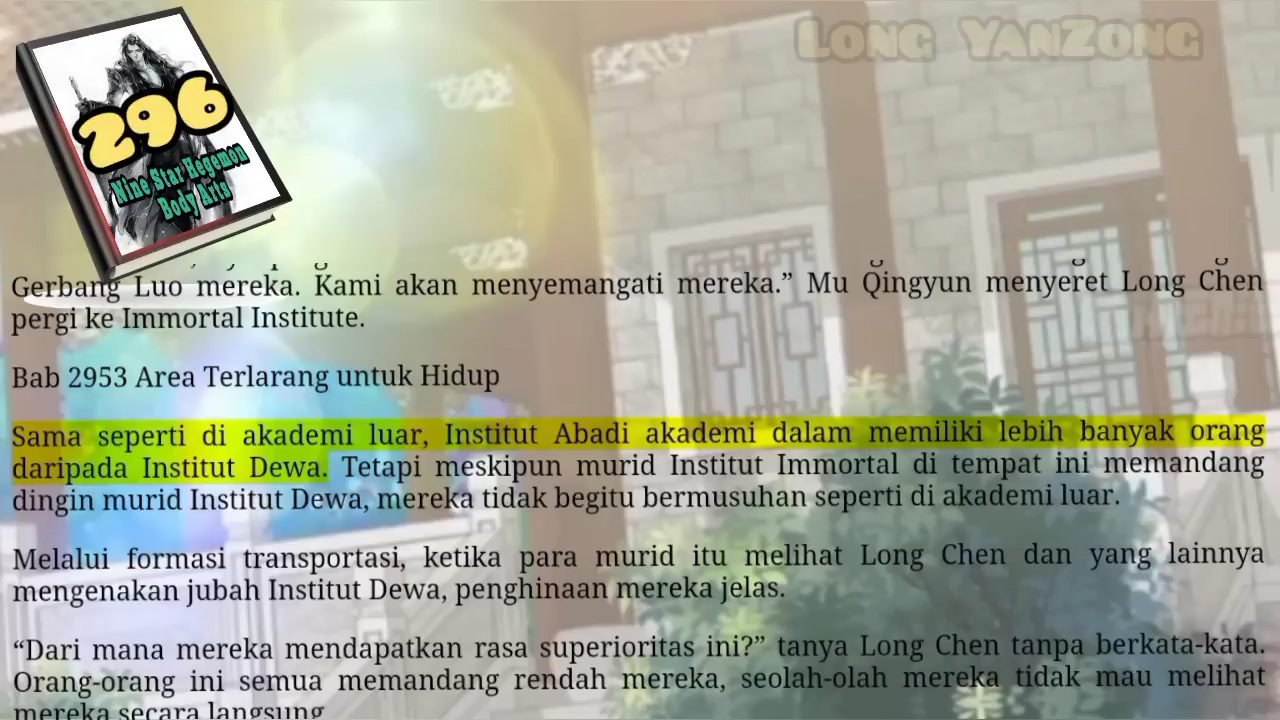 Long YanZong
296
Nine Star Hegemon
Body Arts
Gerbang Luo mereka. Kami akan menyemangati mereka.” Mu Qingyun menyeret Long Chen
pergi ke Immortal Institute.
Bab 2953 Area Terlarang untuk Hidup
Sama seperti di akademi luar, Institut Abadi akademi dalam memiliki lebih banyak orang
daripada Institut Dewa. Tetapi meskipun murid Institut Immortal di tempat ini memandang
dingin murid Institut Dewa, mereka tidak begitu bermusuhan seperti di akademi luar.
Melalui formasi transportasi, ketika para murid itu melihat Long Chen dan yang lainnya
mengenakan jubah Institut Dewa, penghinaan mereka jelas.
“Dari mana mereka mendapatkan rasa superioritas ini?” tanya Long Chen tanpa berkata-kata.
Orang-orang ini semua memandang rendah mereka, seolah-olah mereka tidak mau melihat
mereka secara langsung